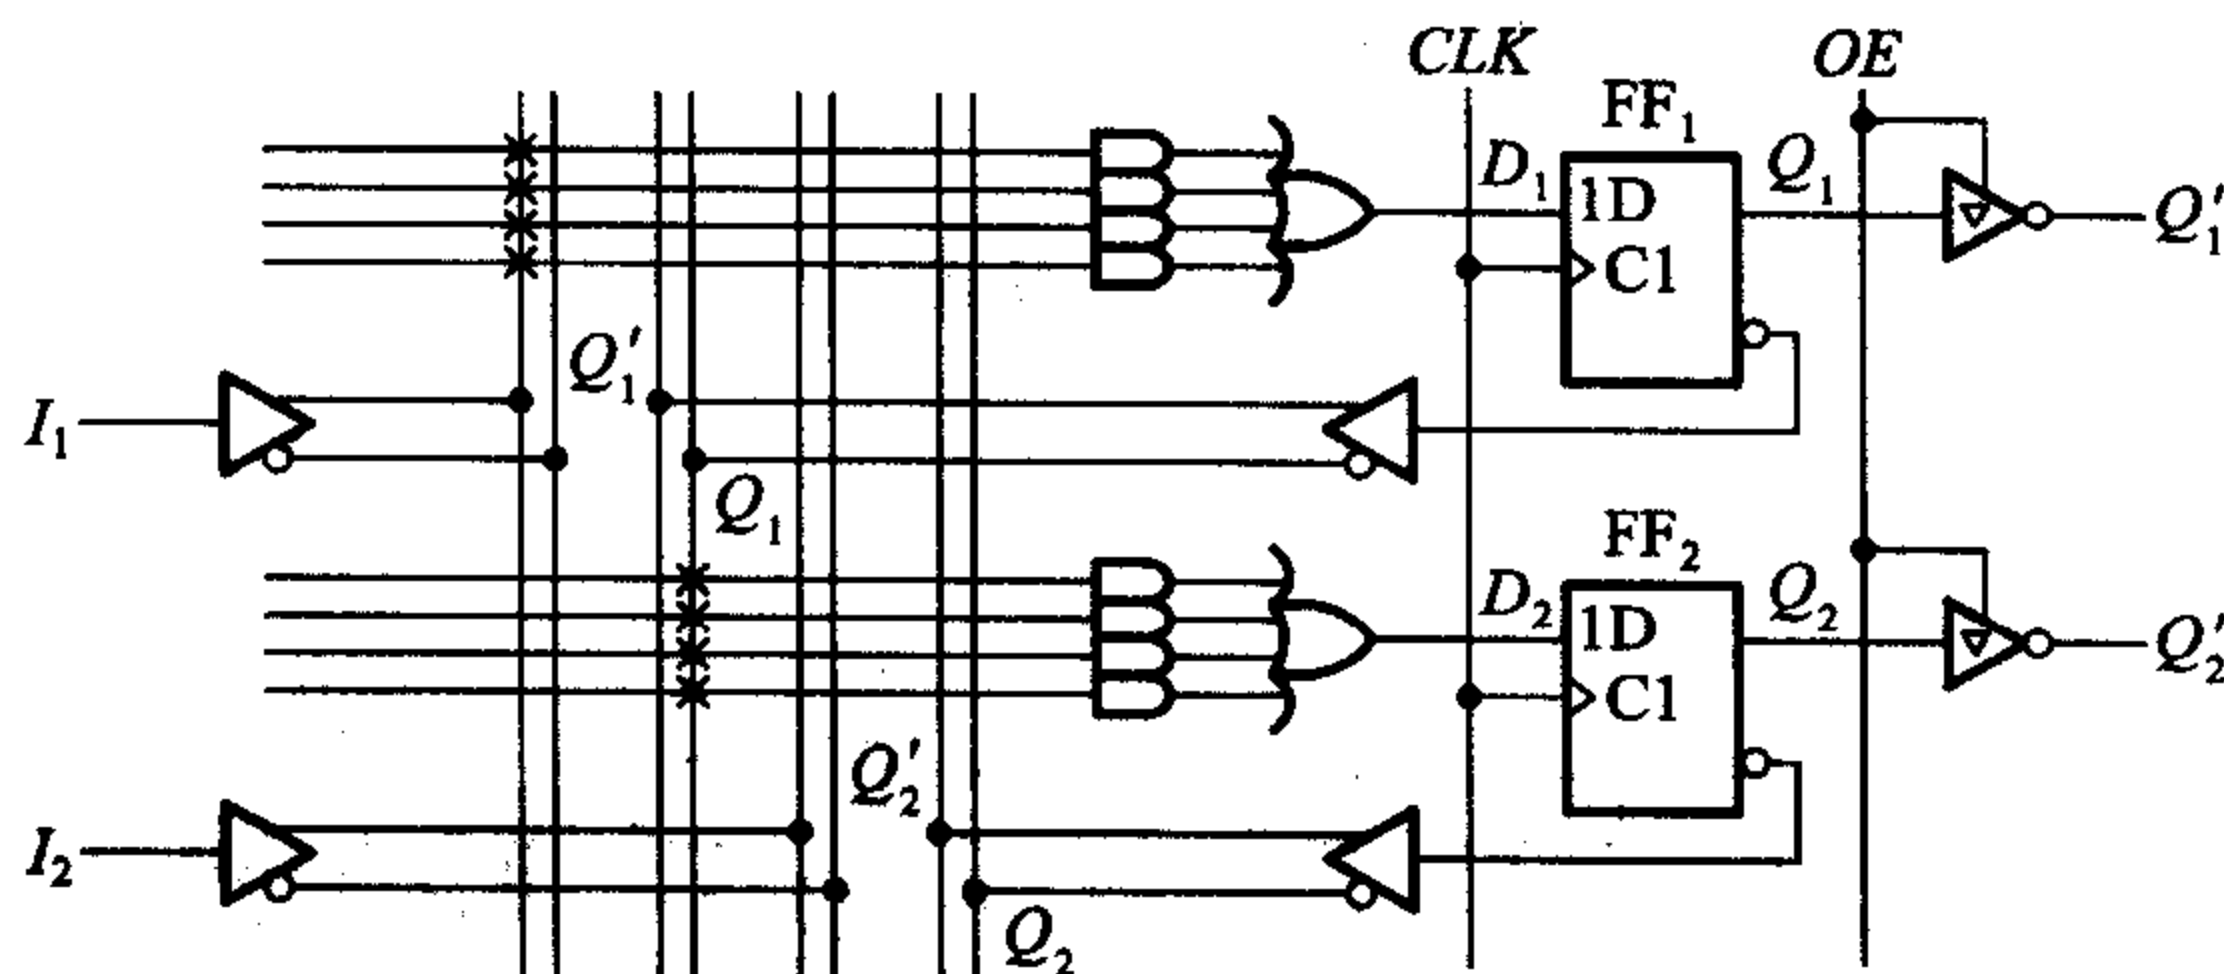 CLK
OE
FF₁
D₁
1D
Q₁
C1
Q₁′
Q₁′
I₁
Q₁
FF₂
D₂
1D
Q₂
C1
Q₂′
Q₂′
I₂
Q₂